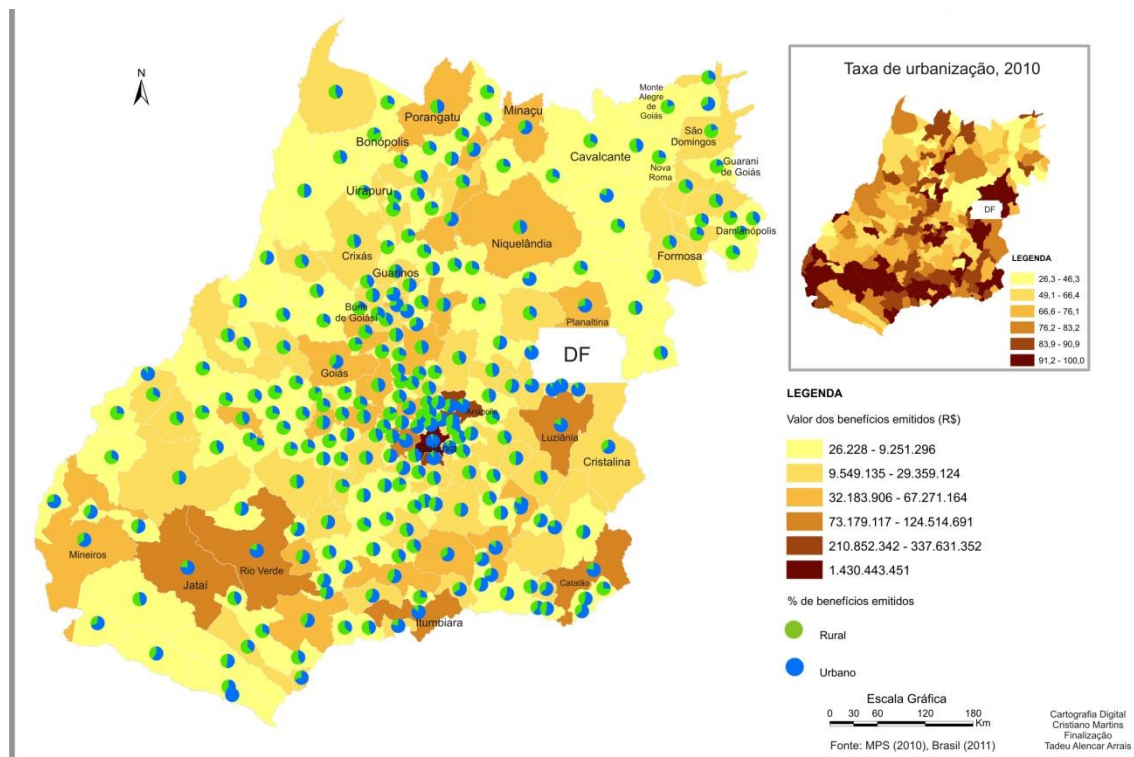 N
Porangatu
Minaçu
Bonópolis
Uirapuru
Crixás
Guarinos
Buriti
de Goiási
Goiás
Niquelândia
Cavalcante
Monte
Alegre
de
Goiás
São
Domingos
Nova
Roma
Guarani
de Goiás
Damianópolis
Formosa
Planaltina
DF
Anápolis
Luziânia
Cristalina
Mineiros
Jataí
Rio Verde
Itumbiara
Catalão
Taxa de urbanização, 2010
DF
LEGENDA
26,3 - 46,3
49,1 - 66,4
66,6 - 76,1
76,2 - 83,2
83,9 - 90,9
91,2 - 100,0
LEGENDA
Valor dos benefícios emitidos (R$)
26.228 - 9.251.296
9.549.135 - 29.359.124
32.183.906 - 67.271.164
73.179.117 - 124.514.691
210.852.342 - 337.631.352
1.430.443.451
% de benefícios emitidos
Rural
Urbano
Escala Gráfica
0 30 60 120 180
Km
Fonte: MPS (2010), Brasil (2011)
Cartografia Digital
Cristiano Martins
Finalização
Tadeu Alencar Arrais